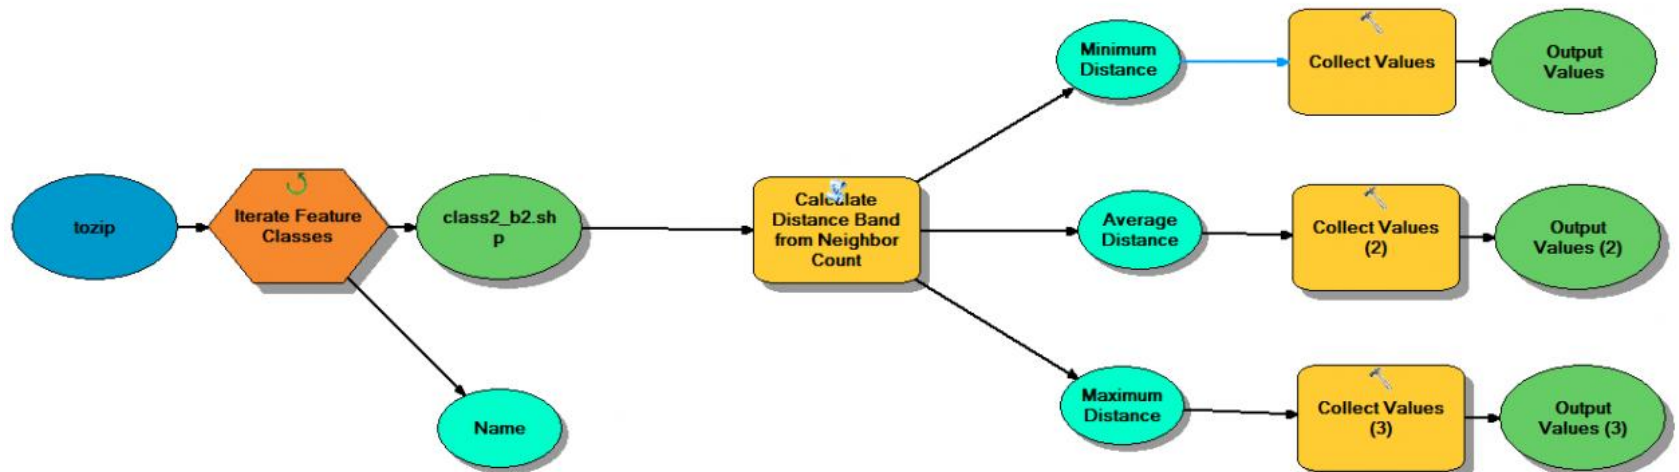 tozip
Iterate Feature
Classes
class2_b2.sh
p
Name
Calculate
Distance Band
from Neighbor
Count
Minimum
Distance
Collect Values
Output
Values
Average
Distance
Collect Values
(2)
Output
Values (2)
Maximum
Distance
Collect Values
(3)
Output
Values (3)